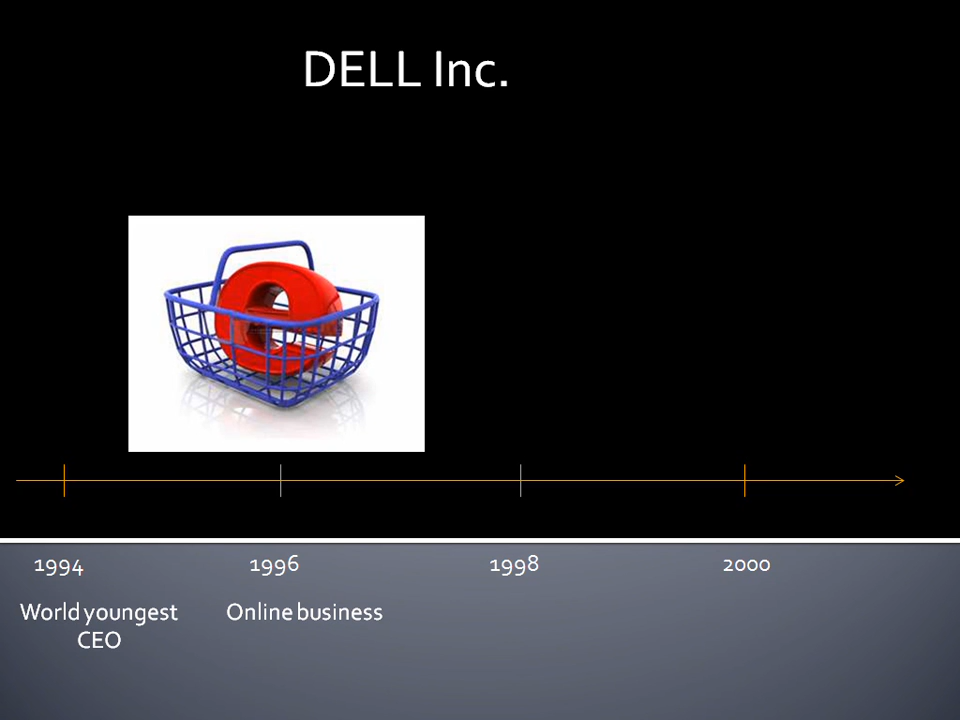 DELL Inc.
1994
1996
1998
2000
World youngest
CEO
Online business